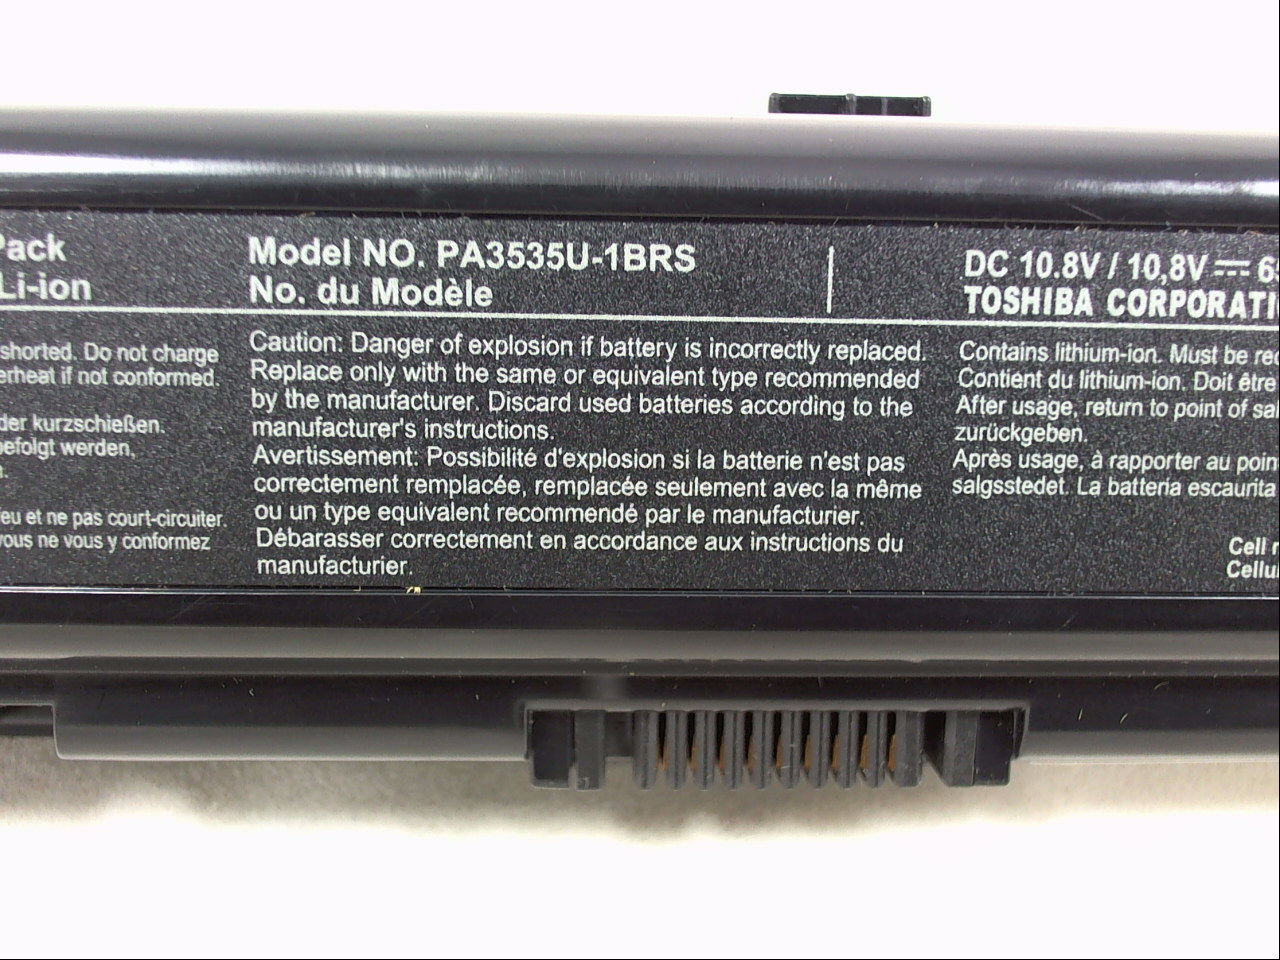 Pack
Li-ion
Model NO. PA3535U-1BRS
No. du Modèle
DC 10.8V / 10,8V ⎓
TOSHIBA
shorted. Do not charge
if not conformed.
kurzschießen.
werden,
feu et ne pas court-circuiter.
vous ne vous y conformez
Caution: Danger of explosion if battery is incorrectly replaced.
Replace only with the same or equivalent type recommended
by the manufacturer. Discard used batteries according to the
manufacturer's instructions.
Avertissement: Possibilité d'explosion si la batterie n'est pas
correctement remplacée, remplacée seulement avec la même
ou un type equivalent recommendé par le manufacturier.
Débarasser correctement en accordance aux instructions du
manufacturier.
Contains lithium-ion. Must be
Contient du lithium-ion. Doit être
After usage, return to point of
zurückgeben.
Après usage, à rapporter au
salgsstedet. La batteria
Cell